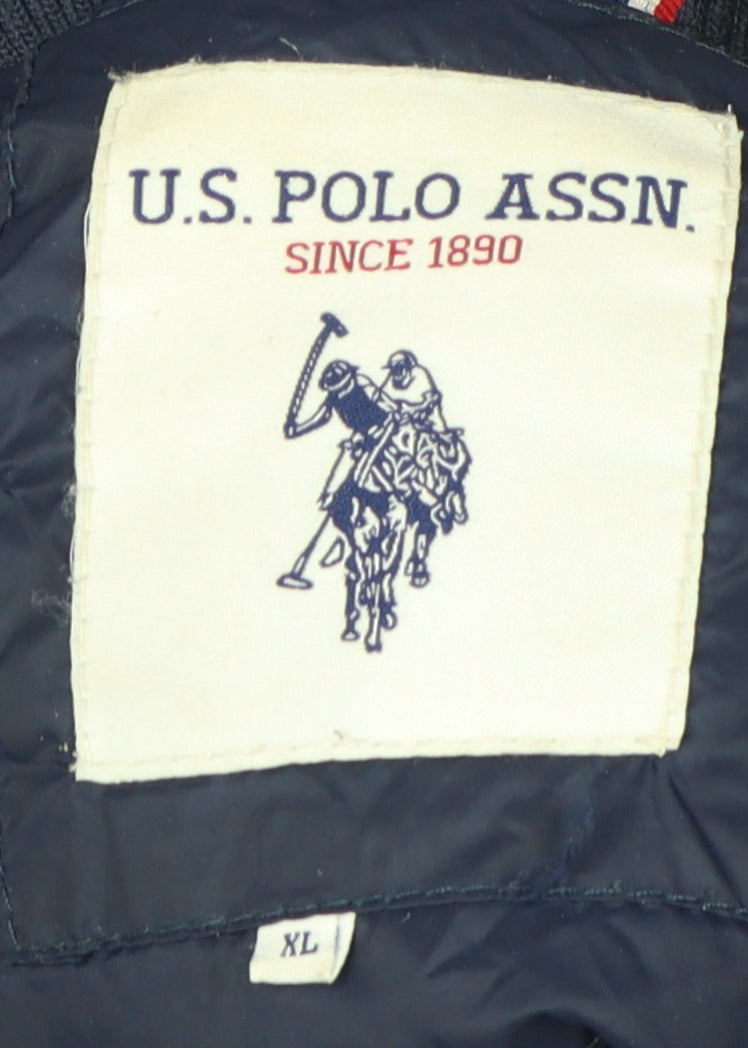 U.S. POLO ASSN.
SINCE 1890
XL